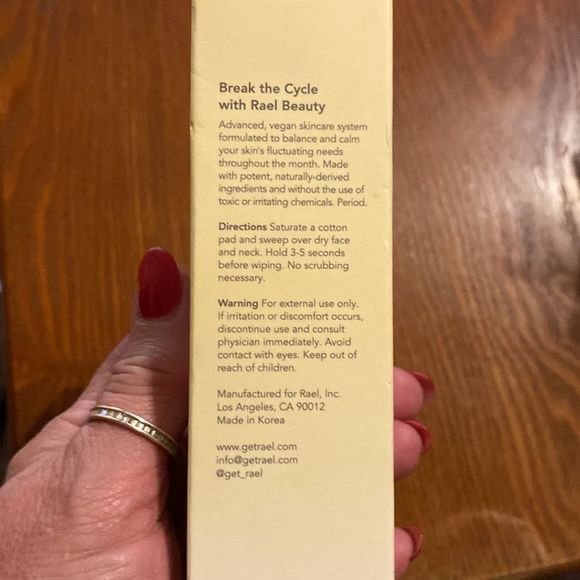 Break the Cycle
with Rael Beauty
Advanced, vegan skincare system
formulated to balance and calm
your skin's fluctuating needs
throughout the month. Made
with potent, naturally-derived
ingredients and without the use of
toxic or irritating chemicals. Period.
Directions Saturate a cotton
pad and sweep over dry face
and neck. Hold 3-5 seconds
before wiping. No scrubbing
necessary.
Warning For external use only.
If irritation or discomfort occurs,
discontinue use and consult
physician immediately. Avoid
contact with eyes. Keep out of
reach of children.
Manufactured for Rael, Inc.
Los Angeles, CA 90012
Made in Korea
www.getrael.com
info@getrael.com
@get_rael